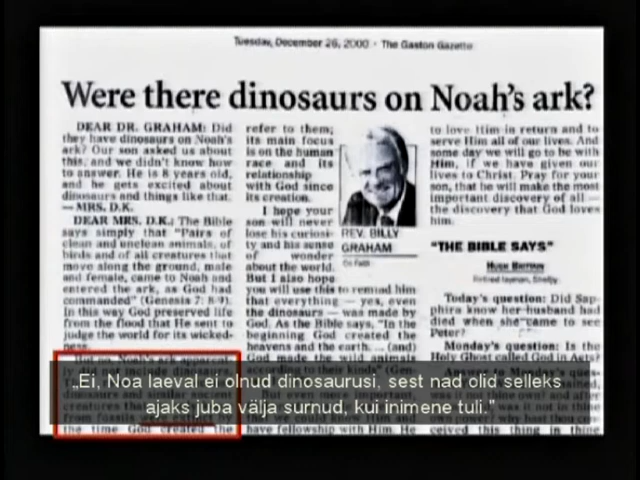 Tuesday, December 26, 2000 · The Gaston Gazette
Were there dinosaurs on Noah's ark?
DEAR DR. GRAHAM: Did
they have dinosaurs on Noah's
ark? Our son asked us about
this, and we didn't know how
to answer. He is 8 years old,
and he gets excited about
dinosaurs and things like that.
— MRS. D.K.
DEAR MRS. D.K.: The Bible
says simply that "Pairs of
clean and unclean animals, of
birds and of all creatures that
move along the ground, male
and female, came to Noah and
entered the ark, as God had
commanded" (Genesis 7: 8-9).
In this way God preserved life
from the flood that He sent to
judge the world for its wicked-
ness.
the time God created the
refer to them;
its main focus
is on the human
race and its
relationship
with God since
its creation.
I hope your
son will never
lose his curiosi-
ty and his sense
of wonder
about the world.
But I also hope
you will use this to remind him
that everything — yes, even
the dinosaurs — was made by
God. As the Bible says, "In the
beginning God created the
heavens and the earth. ... (and)
God made the wild animals
have fellowship with Him. He
REV. BILLY
GRAHAM
to love Him in return and to
serve Him all of our lives. And
some day we will go to be with
Him, if we have given our
lives to Christ. Pray for your
son, that he will make the most
important discovery of all —
the discovery that God loves
him.
"THE BIBLE SAYS"
Today's question: Did Sap-
phira know her husband had
died when she came to see
Peter?
Monday's question: Is the
Holy Ghost called God in Acts?
ceived this thing in thine
„Ei, Noa laeval ei olnud dinosaurusi, sest nad olid selleks
ajaks juba välja surnud, kui inimene tuli."